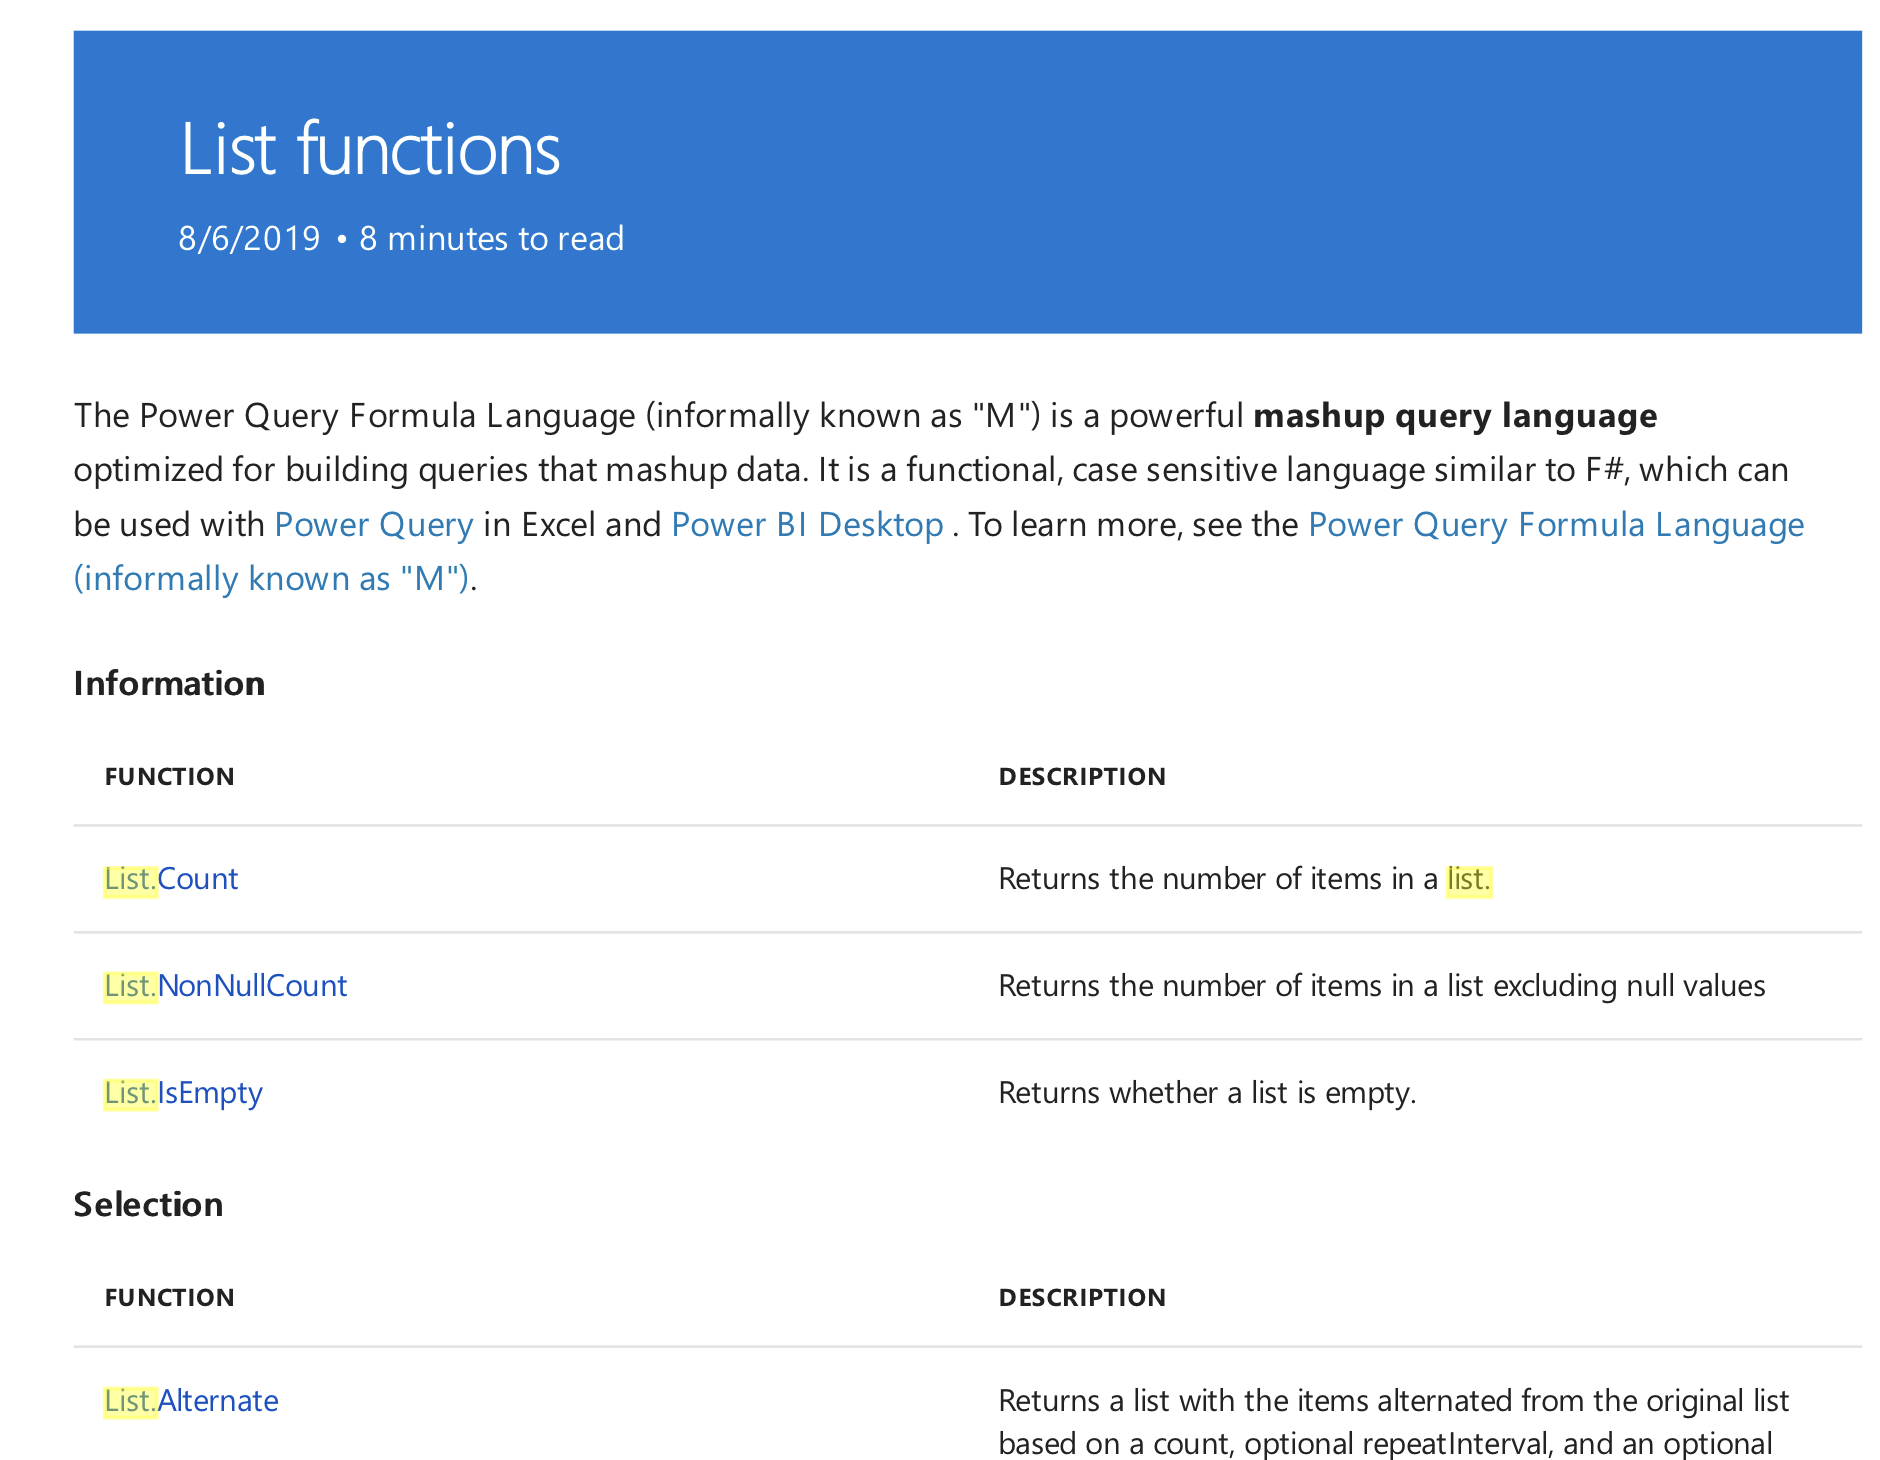 List functions
8/6/2019 • 8 minutes to read
The Power Query Formula Language (informally known as "M") is a powerful mashup query language
optimized for building queries that mashup data. It is a functional, case sensitive language similar to F#, which can
be used with Power Query in Excel and Power BI Desktop . To learn more, see the Power Query Formula Language
(informally known as "M").
Information
FUNCTION DESCRIPTION
List.Count Returns the number of items in a list.
List.NonNullCount Returns the number of items in a list excluding null values
List.IsEmpty Returns whether a list is empty.
Selection
FUNCTION DESCRIPTION
List.Alternate Returns a list with the items alternated from the original list
based on a count, optional repeatInterval, and an optional